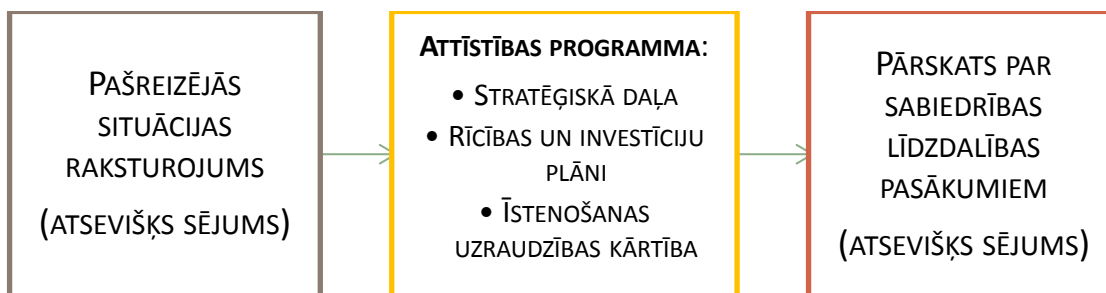 PAŠREIZĒJĀS
SITUĀCIJAS
RAKSTUROJUMS
(ATSEVIŠĶS SĒJUMS)
ATTĪSTĪBAS PROGRAMMA:
• STRATĒĢISKĀ DAĻA
• RĪCĪBAS UN INVESTĪCIJU
PLĀNI
• ĪSTENOŠANAS
UZRAUDZĪBAS KĀRTĪBA
PĀRSKATS PAR
SABIEDRĪBAS
LĪDZDALĪBAS
PASĀKUMIEM
(ATSEVIŠĶS SĒJUMS)